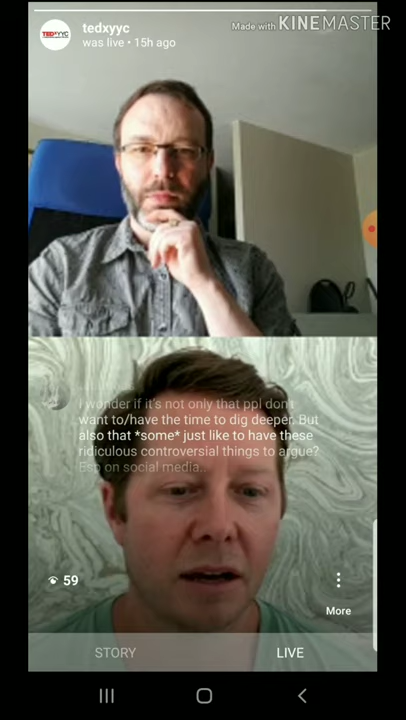 Made with KINEMASTER
TEDxYYC
tedxyyc
was live • 15h ago
I wonder if it's not only that ppl don't
want to/have the time to dig deeper. But
also that *some* just like to have these
ridiculous controversial things to argue?
Esp on social media..
59
More
STORY
LIVE